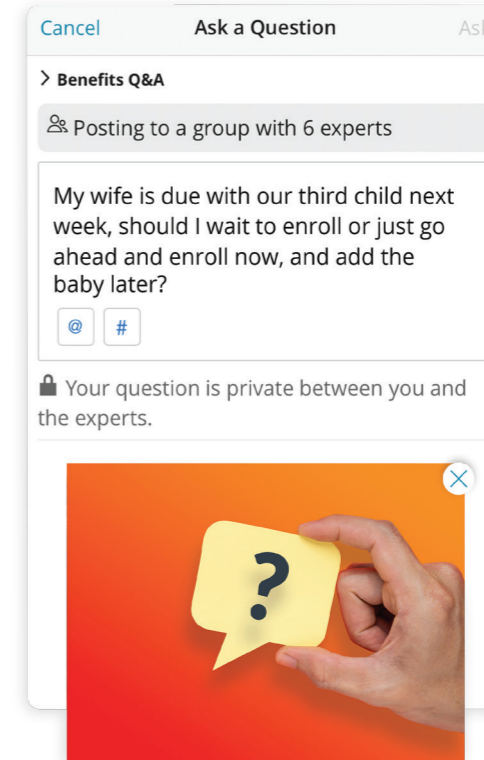 Cancel Ask a Question As
> Benefits Q&A
Posting to a group with 6 experts
My wife is due with our third child next
week, should I wait to enroll or just go
ahead and enroll now, and add the
baby later?
@ #
Your question is private between you and
the experts.
?